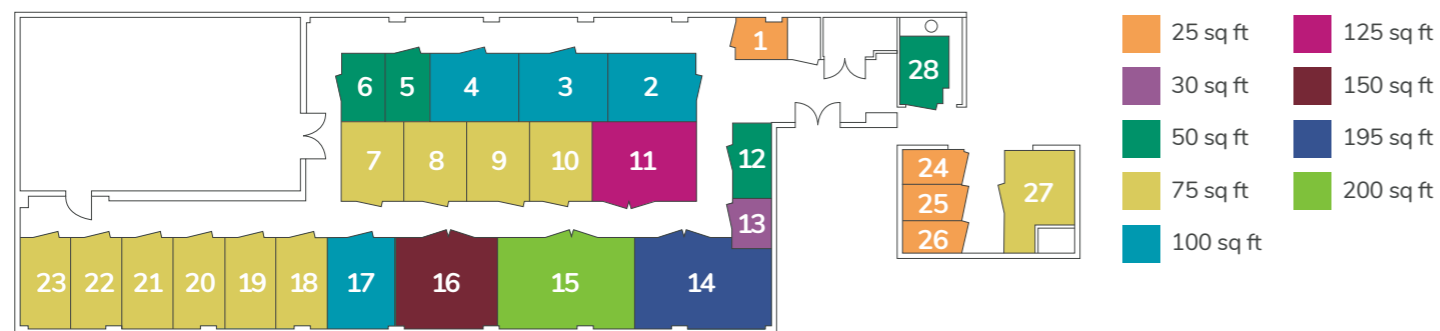 1
28
6 5 4 3 2
7 8 9 10 11
12
13
24
25
26
27
23 22 21 20 19 18 17 16 15 14
25 sq ft
30 sq ft
50 sq ft
75 sq ft
100 sq ft
125 sq ft
150 sq ft
195 sq ft
200 sq ft